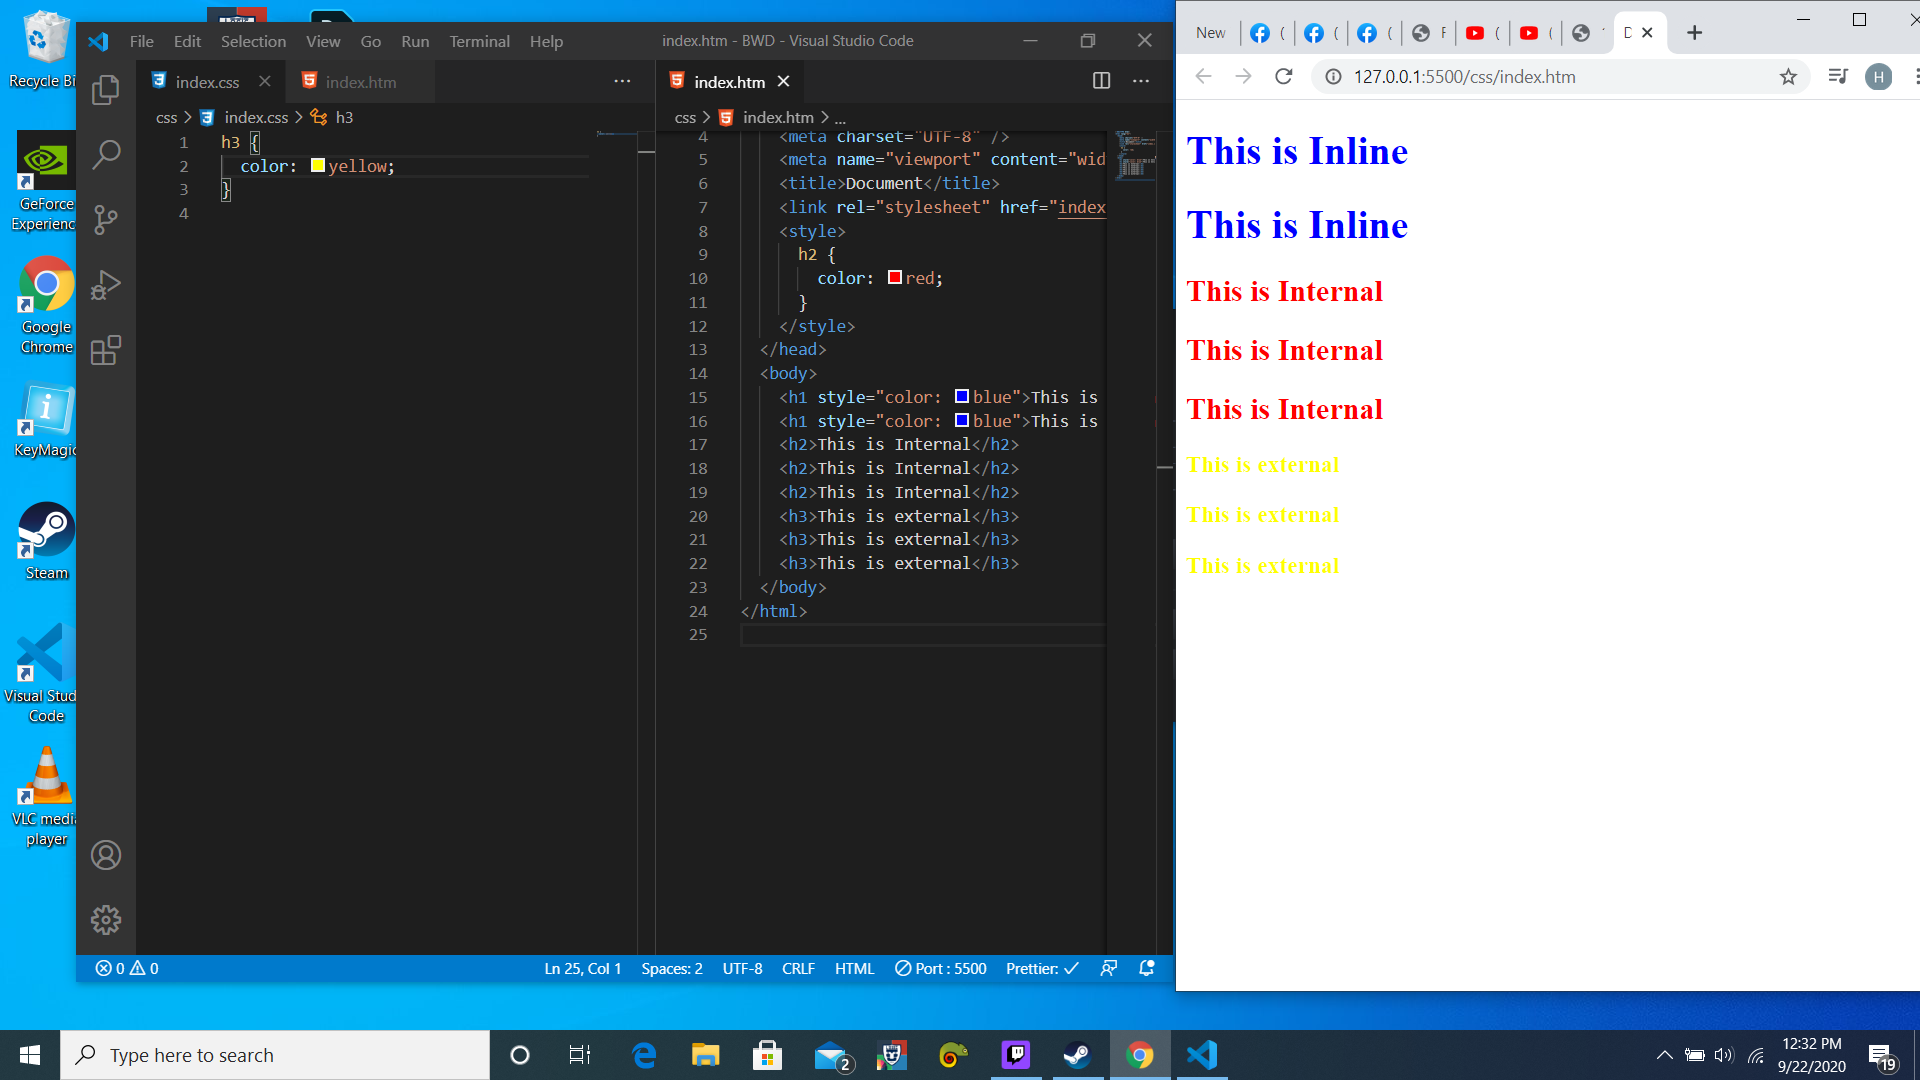 Recycle Bi
GeForce
Experienc
Google
Chrome
KeyMagic
Steam
Visual Stud
Code
VLC medi
player
File Edit Selection View Go Run Terminal Help
index.htm - BWD - Visual Studio Code
index.css
index.htm
css > index.css > h3
1 h3 {
2 color: yellow;
3 }
4
index.htm
css > index.htm > ...
4 <meta charset="UTF-8" />
5 <meta name="viewport" content="wid
6 <title>Document</title>
7 <link rel="stylesheet" href="index
8 <style>
9 h2 {
10 color: red;
11 }
12 </style>
13 </head>
14 <body>
15 <h1 style="color: blue">This is
16 <h1 style="color: blue">This is
17 <h2>This is Internal</h2>
18 <h2>This is Internal</h2>
19 <h2>This is Internal</h2>
20 <h3>This is external</h3>
21 <h3>This is external</h3>
22 <h3>This is external</h3>
23 </body>
24 </html>
25
0 0
Ln 25, Col 1 Spaces: 2 UTF-8 CRLF HTML Port : 5500 Prettier: ✓
New
127.0.0.1:5500/css/index.htm
H
This is Inline
This is Inline
This is Internal
This is Internal
This is Internal
This is external
This is external
This is external
Type here to search
2
12:32 PM
9/22/2020
19